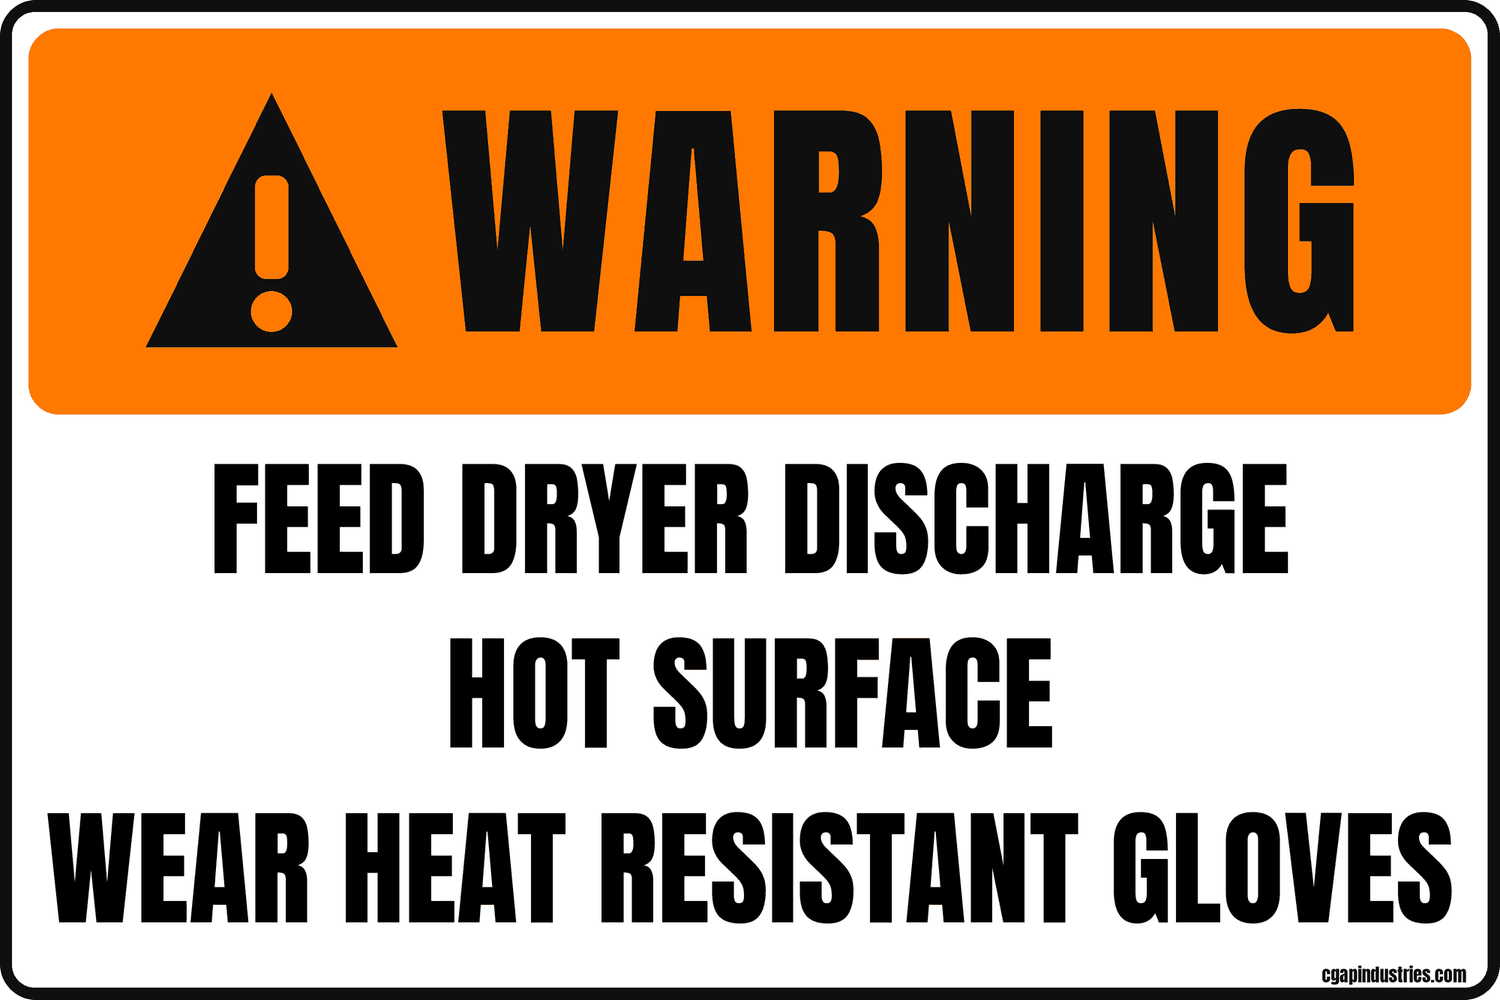 WARNING
FEED DRYER DISCHARGE
HOT SURFACE
WEAR HEAT RESISTANT GLOVES
cgapindustries.com